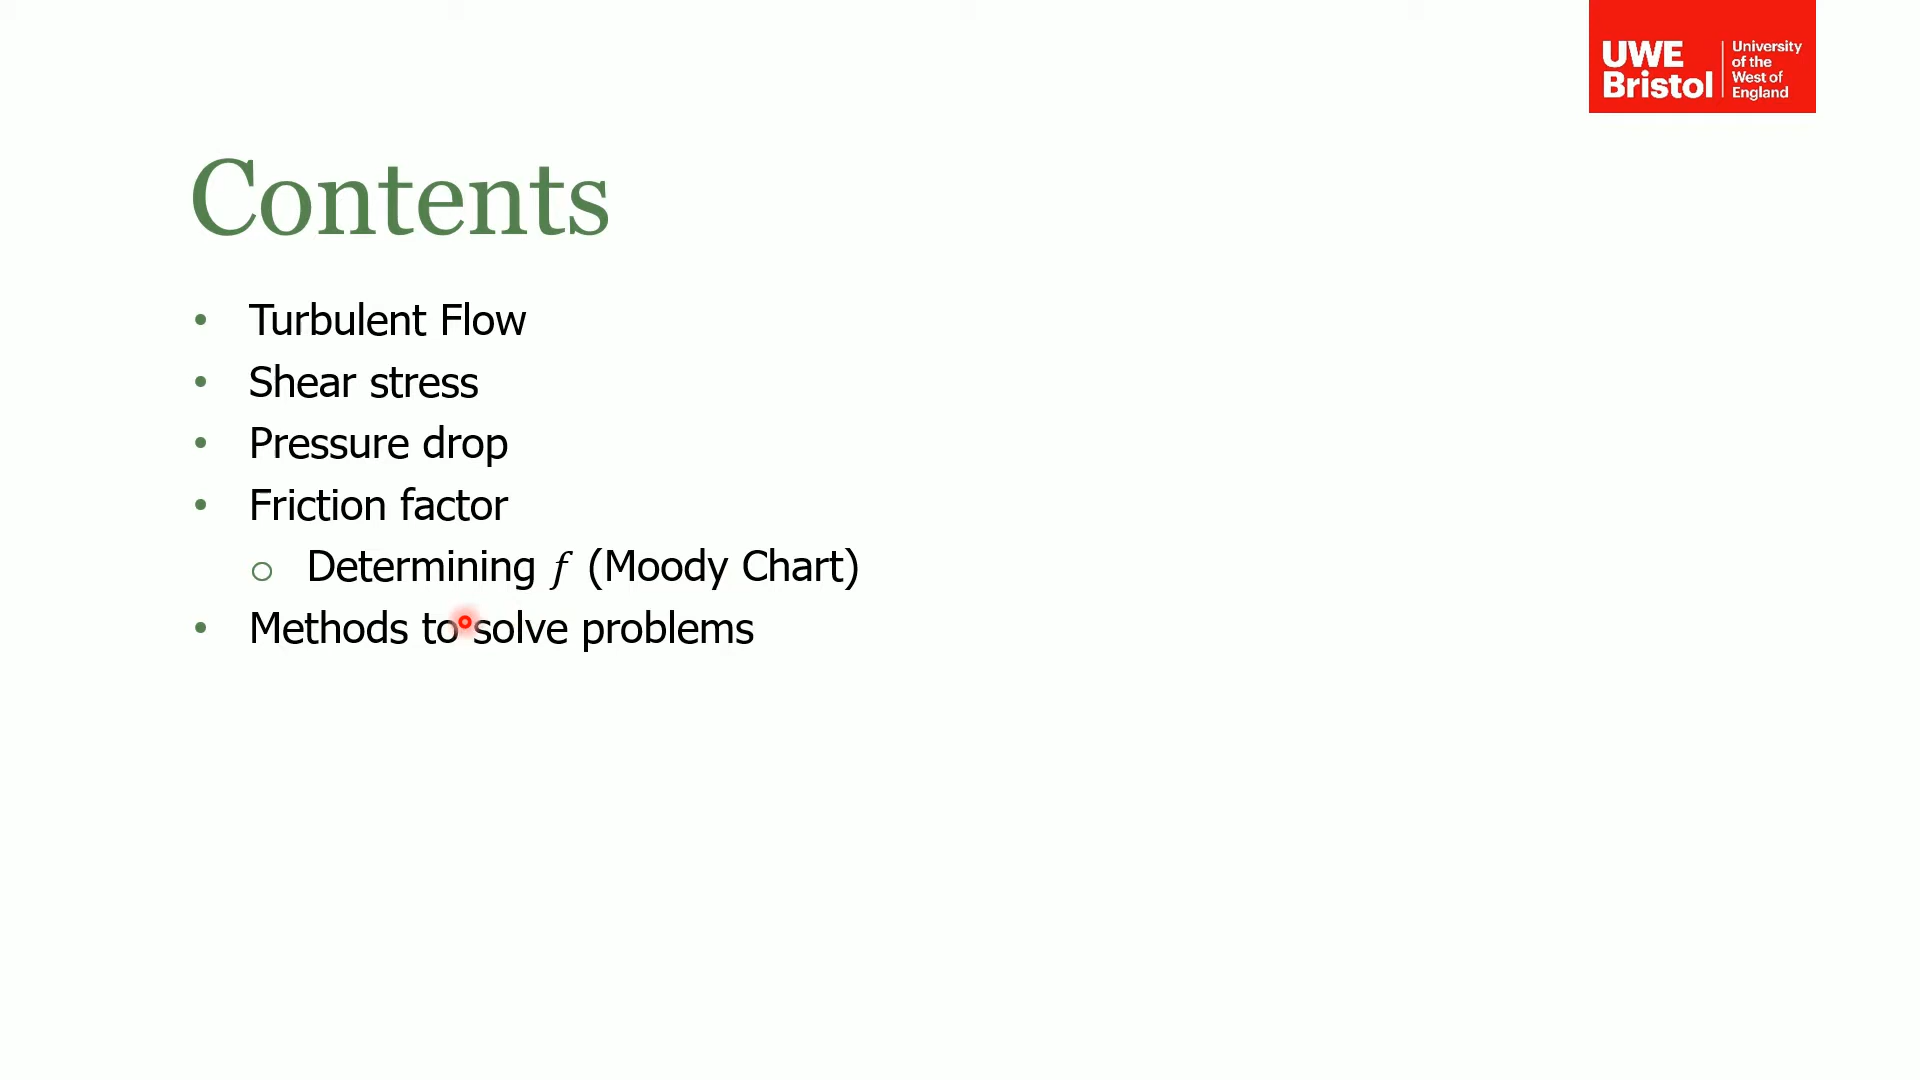 UWE
Bristol
University
of the
West of
England
Contents
• Turbulent Flow
• Shear stress
• Pressure drop
• Friction factor
○ Determining 𝑓 (Moody Chart)
• Methods to solve problems